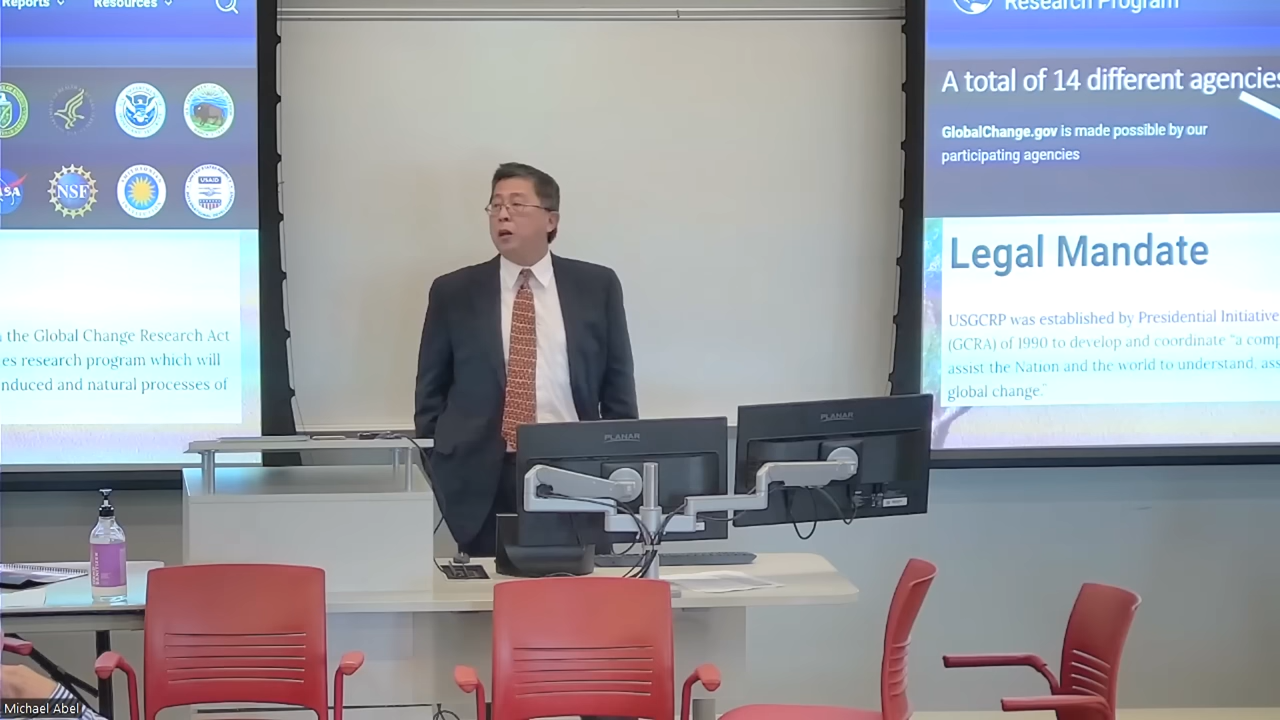 Reports
Resources
NSF
USAID
the Global Change Research Act
es research program which will
nduced and natural processes of
Research Program
A total of 14 different agencies
GlobalChange.gov is made possible by our
participating agencies
Legal Mandate
USGCRP was established by Presidential Initiative
(GCRA) of 1990 to develop and coordinate "a comp
assist the Nation and the world to understand, ass
global change."
PLANAR
PLANAR
Michael Abel